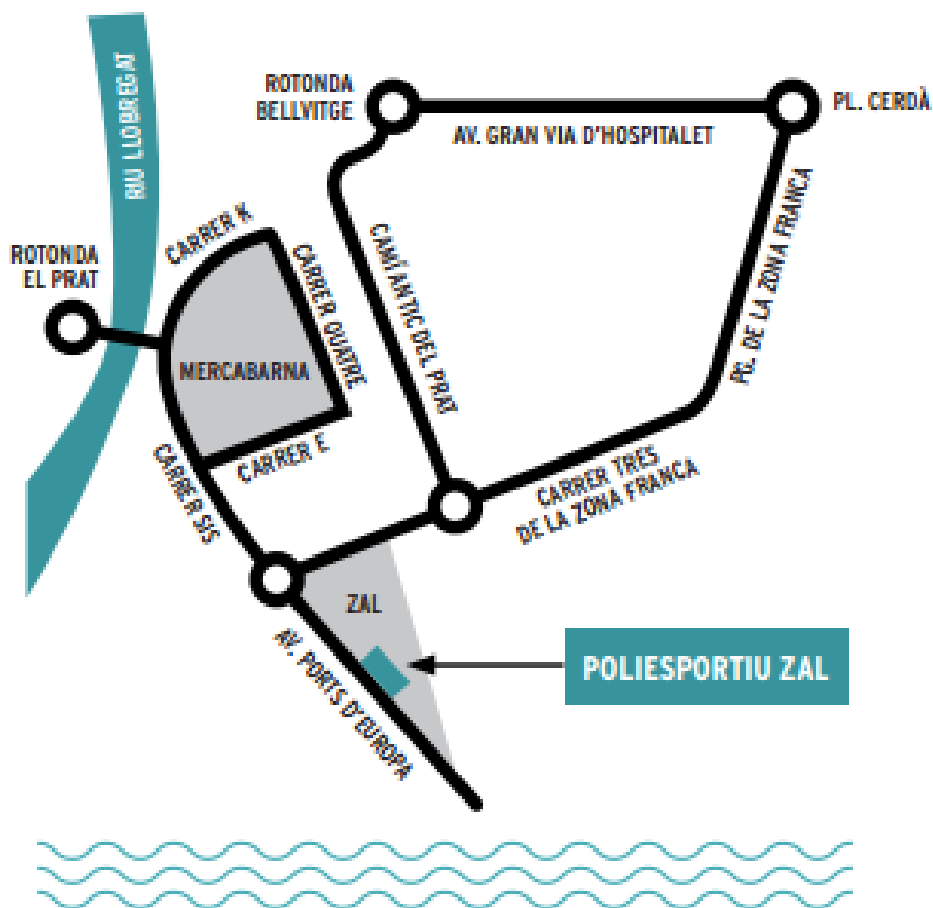 RIU LLOBREGAT
ROTONDA
BELLVITGE
PL. CERDÀ
AV. GRAN VIA D'HOSPITALET
CARRER K
ROTONDA
EL PRAT
CARRER QUATRE
CAMÍ ANTIC DEL PRAT
PG. DE LA ZONA FRANCA
MERCABARNA
CARRER E
CARRER SIS
CARRER TRES
DE LA ZONA FRANCA
ZAL
AV. PORTS D'EUROPA
POLIESPORTIU ZAL